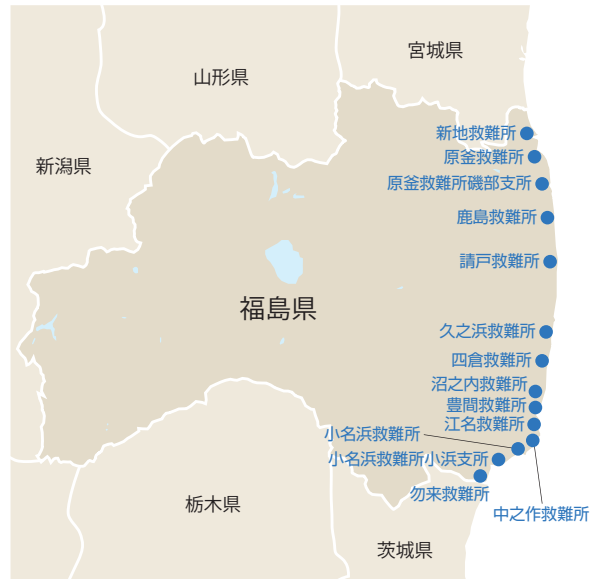 宮城県
山形県
新潟県
福島県
栃木県
茨城県
新地救難所
原釜救難所
原釜救難所磯部支所
鹿島救難所
請戸救難所
久之浜救難所
四倉救難所
沼之内救難所
豊間救難所
江名救難所
小名浜救難所
小名浜救難所小浜支所
勿来救難所
中之作救難所